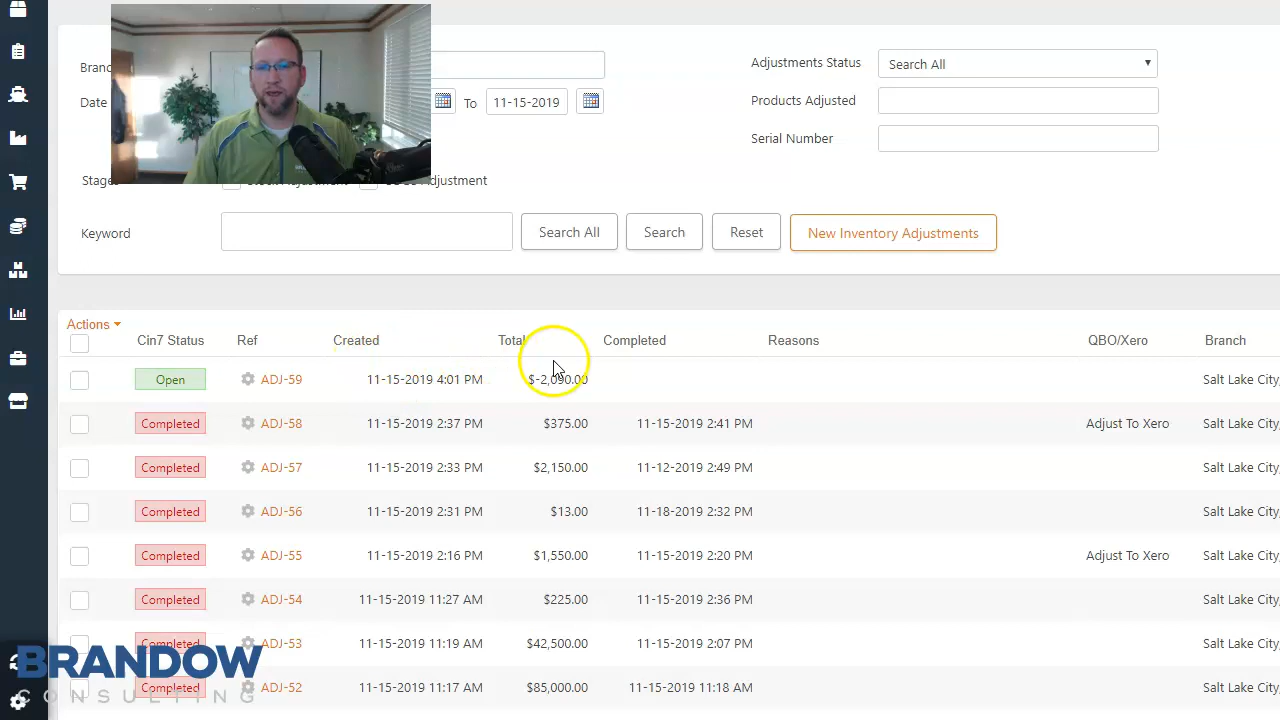 Adjustments Status Search All
Date To 11-15-2019 Products Adjusted
Serial Number
Stages Adjustment
Keyword Search All Search Reset New Inventory Adjustments
Actions
Cin7 Status Ref Created Total Completed Reasons QBO/Xero Branch
Open ADJ-59 11-15-2019 4:01 PM $-2,090.00 Salt Lake City,
Completed ADJ-58 11-15-2019 2:37 PM $375.00 11-15-2019 2:41 PM Adjust To Xero Salt Lake City,
Completed ADJ-57 11-15-2019 2:33 PM $2,150.00 11-12-2019 2:49 PM Salt Lake City,
Completed ADJ-56 11-15-2019 2:31 PM $13.00 11-18-2019 2:32 PM Salt Lake City,
Completed ADJ-55 11-15-2019 2:16 PM $1,550.00 11-15-2019 2:20 PM Adjust To Xero Salt Lake City,
Completed ADJ-54 11-15-2019 11:27 AM $225.00 11-15-2019 2:36 PM Salt Lake City,
Completed ADJ-53 11-15-2019 11:19 AM $42,500.00 11-15-2019 2:07 PM Salt Lake City,
Completed ADJ-52 11-15-2019 11:17 AM $85,000.00 11-15-2019 11:18 AM Salt Lake City,
BRANDOW
CONSULTING